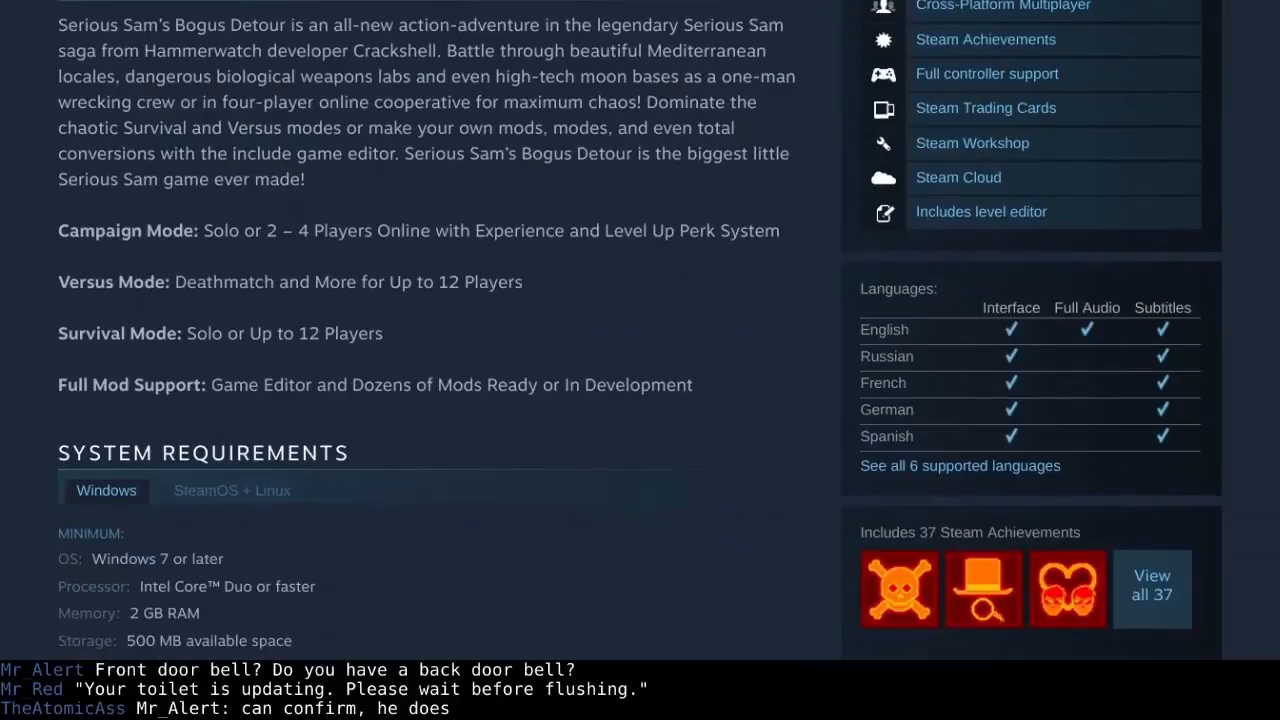 Serious Sam's Bogus Detour is an all-new action-adventure in the legendary Serious Sam
saga from Hammerwatch developer Crackshell. Battle through beautiful Mediterranean
locales, dangerous biological weapons labs and even high-tech moon bases as a one-man
wrecking crew or in four-player online cooperative for maximum chaos! Dominate the
chaotic Survival and Versus modes or make your own mods, modes, and even total
conversions with the include game editor. Serious Sam's Bogus Detour is the biggest little
Serious Sam game ever made!
Campaign Mode: Solo or 2 – 4 Players Online with Experience and Level Up Perk System
Versus Mode: Deathmatch and More for Up to 12 Players
Survival Mode: Solo or Up to 12 Players
Full Mod Support: Game Editor and Dozens of Mods Ready or In Development
SYSTEM REQUIREMENTS
Windows SteamOS + Linux
MINIMUM:
OS: Windows 7 or later
Processor: Intel Core™ Duo or faster
Memory: 2 GB RAM
Storage: 500 MB available space
Cross-Platform Multiplayer
Steam Achievements
Full controller support
Steam Trading Cards
Steam Workshop
Steam Cloud
Includes level editor
Languages:
Interface Full Audio Subtitles
English
Russian
French
German
Spanish
See all 6 supported languages
Includes 37 Steam Achievements
View
all 37
Mr_Alert Front door bell? Do you have a back door bell?
Mr_Red "Your toilet is updating. Please wait before flushing."
TheAtomicAss Mr_Alert: can confirm, he does